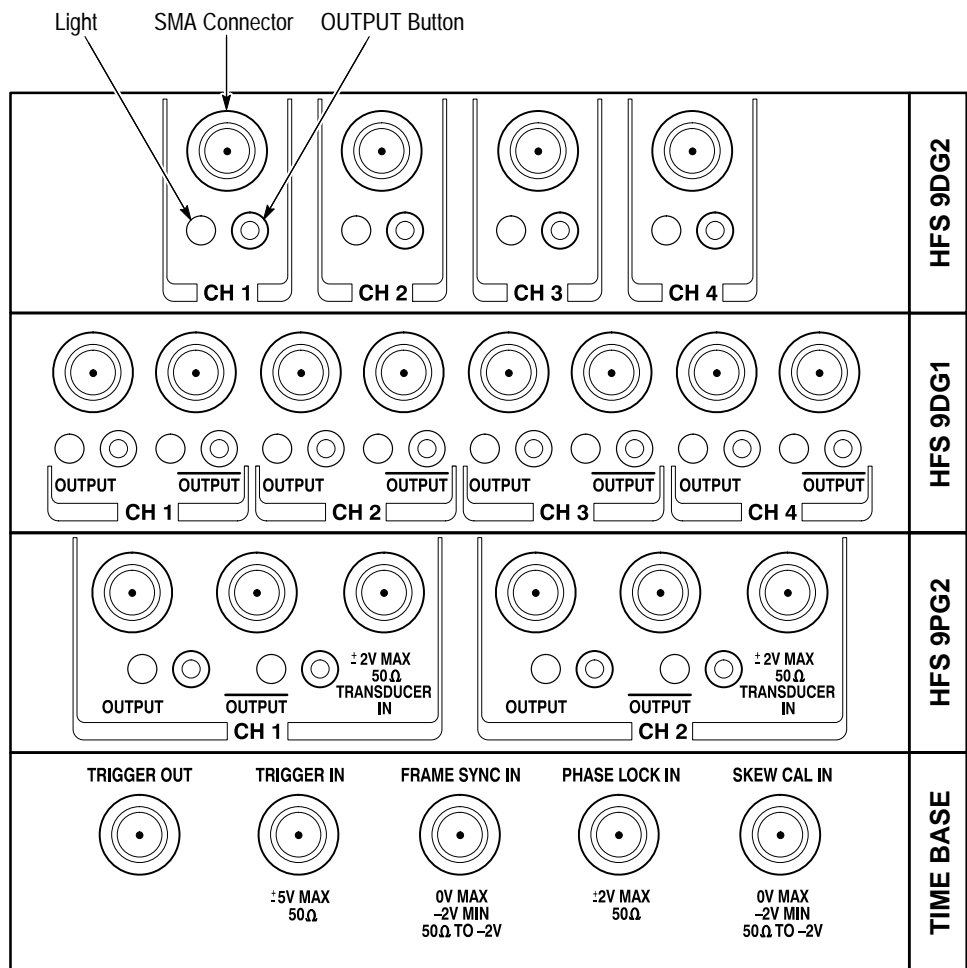 Light SMA Connector OUTPUT Button
HFS 9DG2
CH 1 CH 2 CH 3 CH 4
HFS 9DG1
OUTPUT OUTPUT OUTPUT OUTPUT OUTPUT OUTPUT OUTPUT OUTPUT
CH 1 CH 2 CH 3 CH 4
HFS 9PG2
± 2V MAX
50Ω
TRANSDUCER
IN
OUTPUT OUTPUT
CH 1
± 2V MAX
50Ω
TRANSDUCER
IN
OUTPUT OUTPUT
CH 2
TIME BASE
TRIGGER OUT TRIGGER IN FRAME SYNC IN PHASE LOCK IN SKEW CAL IN
±5V MAX
50Ω
0V MAX
–2V MIN
50Ω TO –2V
±2V MAX
50Ω
0V MAX
–2V MIN
50Ω TO –2V